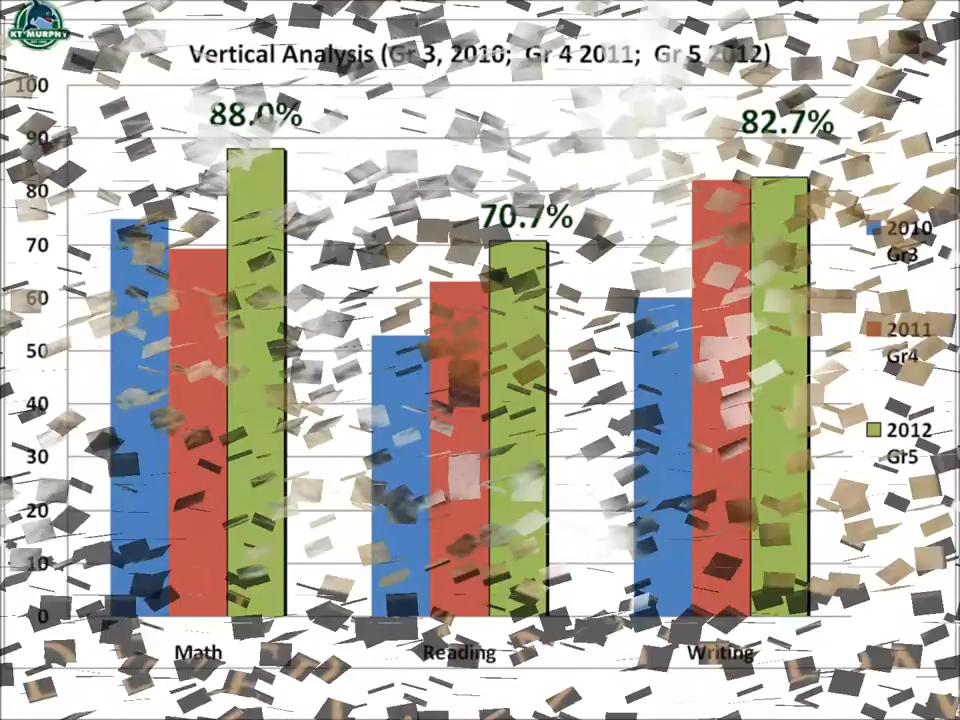 KT MURPHY
Vertical Analysis (Gr 3, 2010; Gr 4 2011; Gr 5 2012)
100
90
80
70
60
50
40
30
20
10
0
88.0%
70.7%
82.7%
2010
Gr3
2011
Gr4
2012
Gr5
Math
Reading
Writing